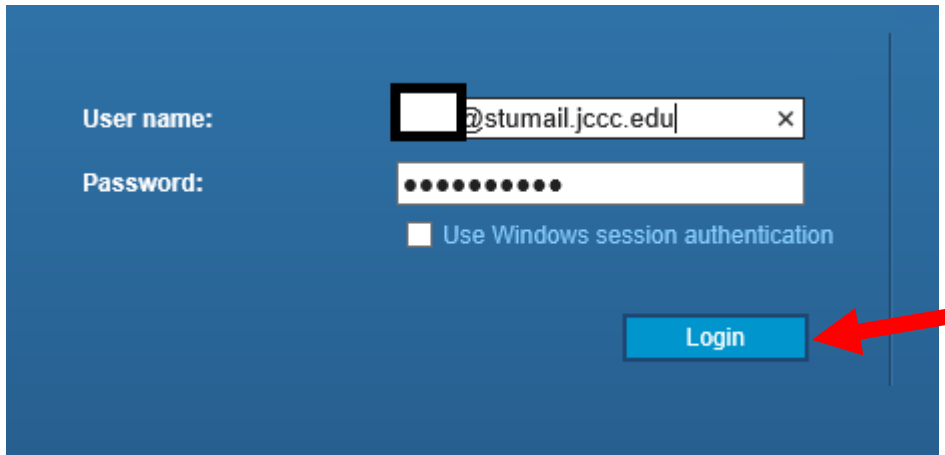 User name: @stumail.jccc.edu
Password: ••••••••••
Use Windows session authentication
Login